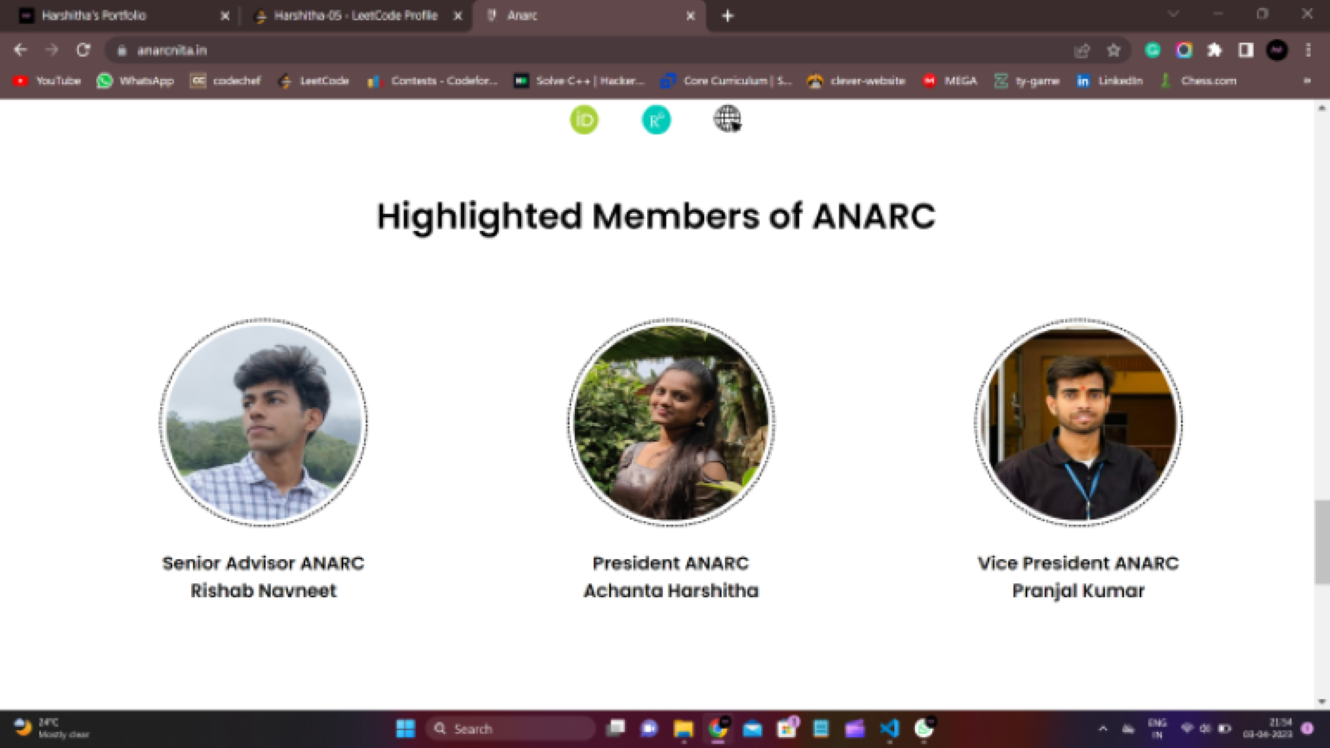 Harshitha's Portfolio
Harshitha-05 - LeetCode Profile
Anarc
anarcnita.in
YouTube
WhatsApp
CC
codechef
LeetCode
Contests - Codefor...
Solve C++ | Hacker...
Core Curriculum | S...
clever-website
MEGA
ty-game
in
LinkedIn
Chess.com
»
iD
RG
Highlighted Members of ANARC
Senior Advisor ANARC
Rishab Navneet
President ANARC
Achanta Harshitha
Vice President ANARC
Pranjal Kumar
24°C
Mostly clear
Search
ENG
IN
21:54
03-04-2023